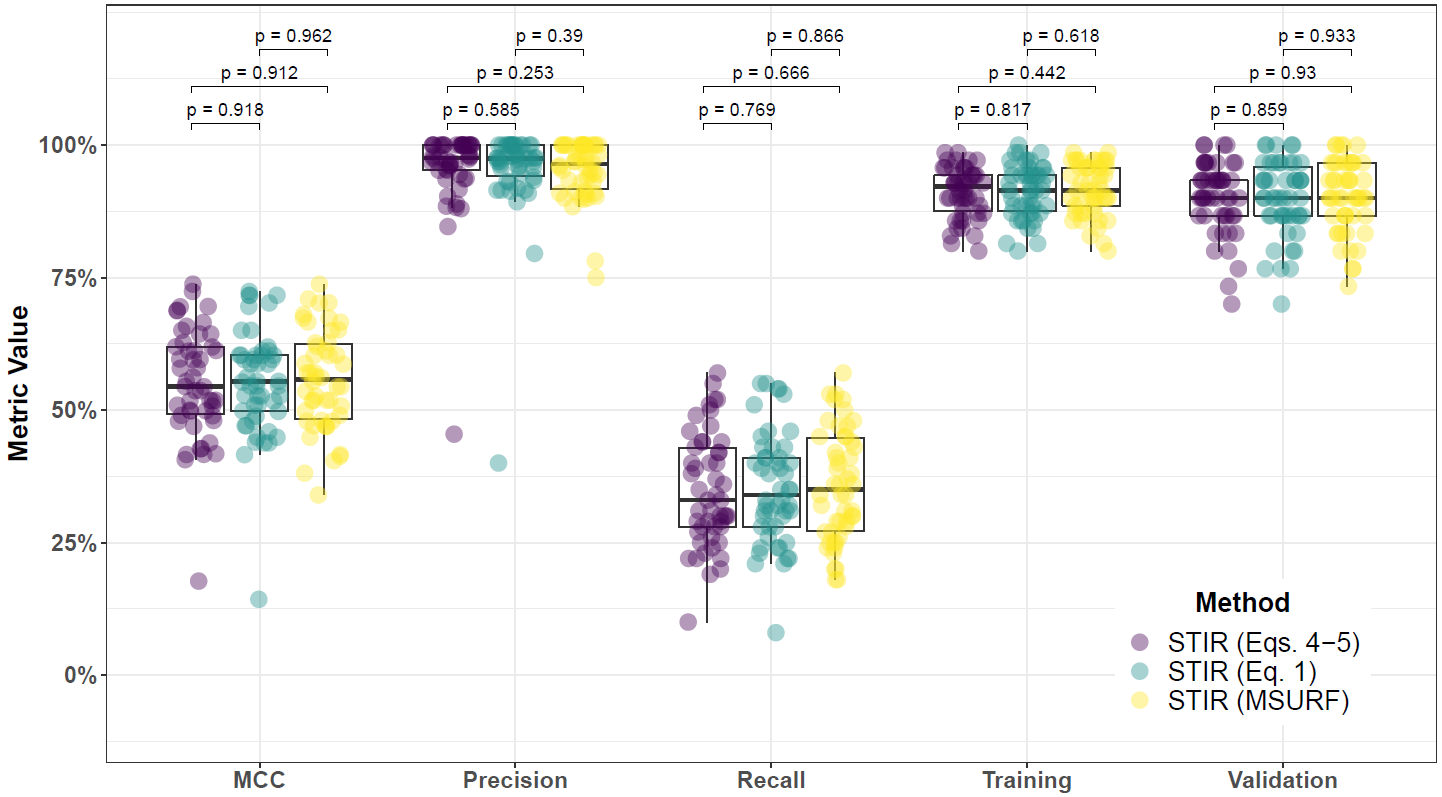 p = 0.962
p = 0.39
p = 0.866
p = 0.618
p = 0.933
p = 0.912
p = 0.253
p = 0.666
p = 0.442
p = 0.93
p = 0.918
p = 0.585
p = 0.769
p = 0.817
p = 0.859
100%
75%
50%
25%
0%
Metric Value
Method
STIR (Eqs. 4−5)
STIR (Eq. 1)
STIR (MSURF)
MCC
Precision
Recall
Training
Validation